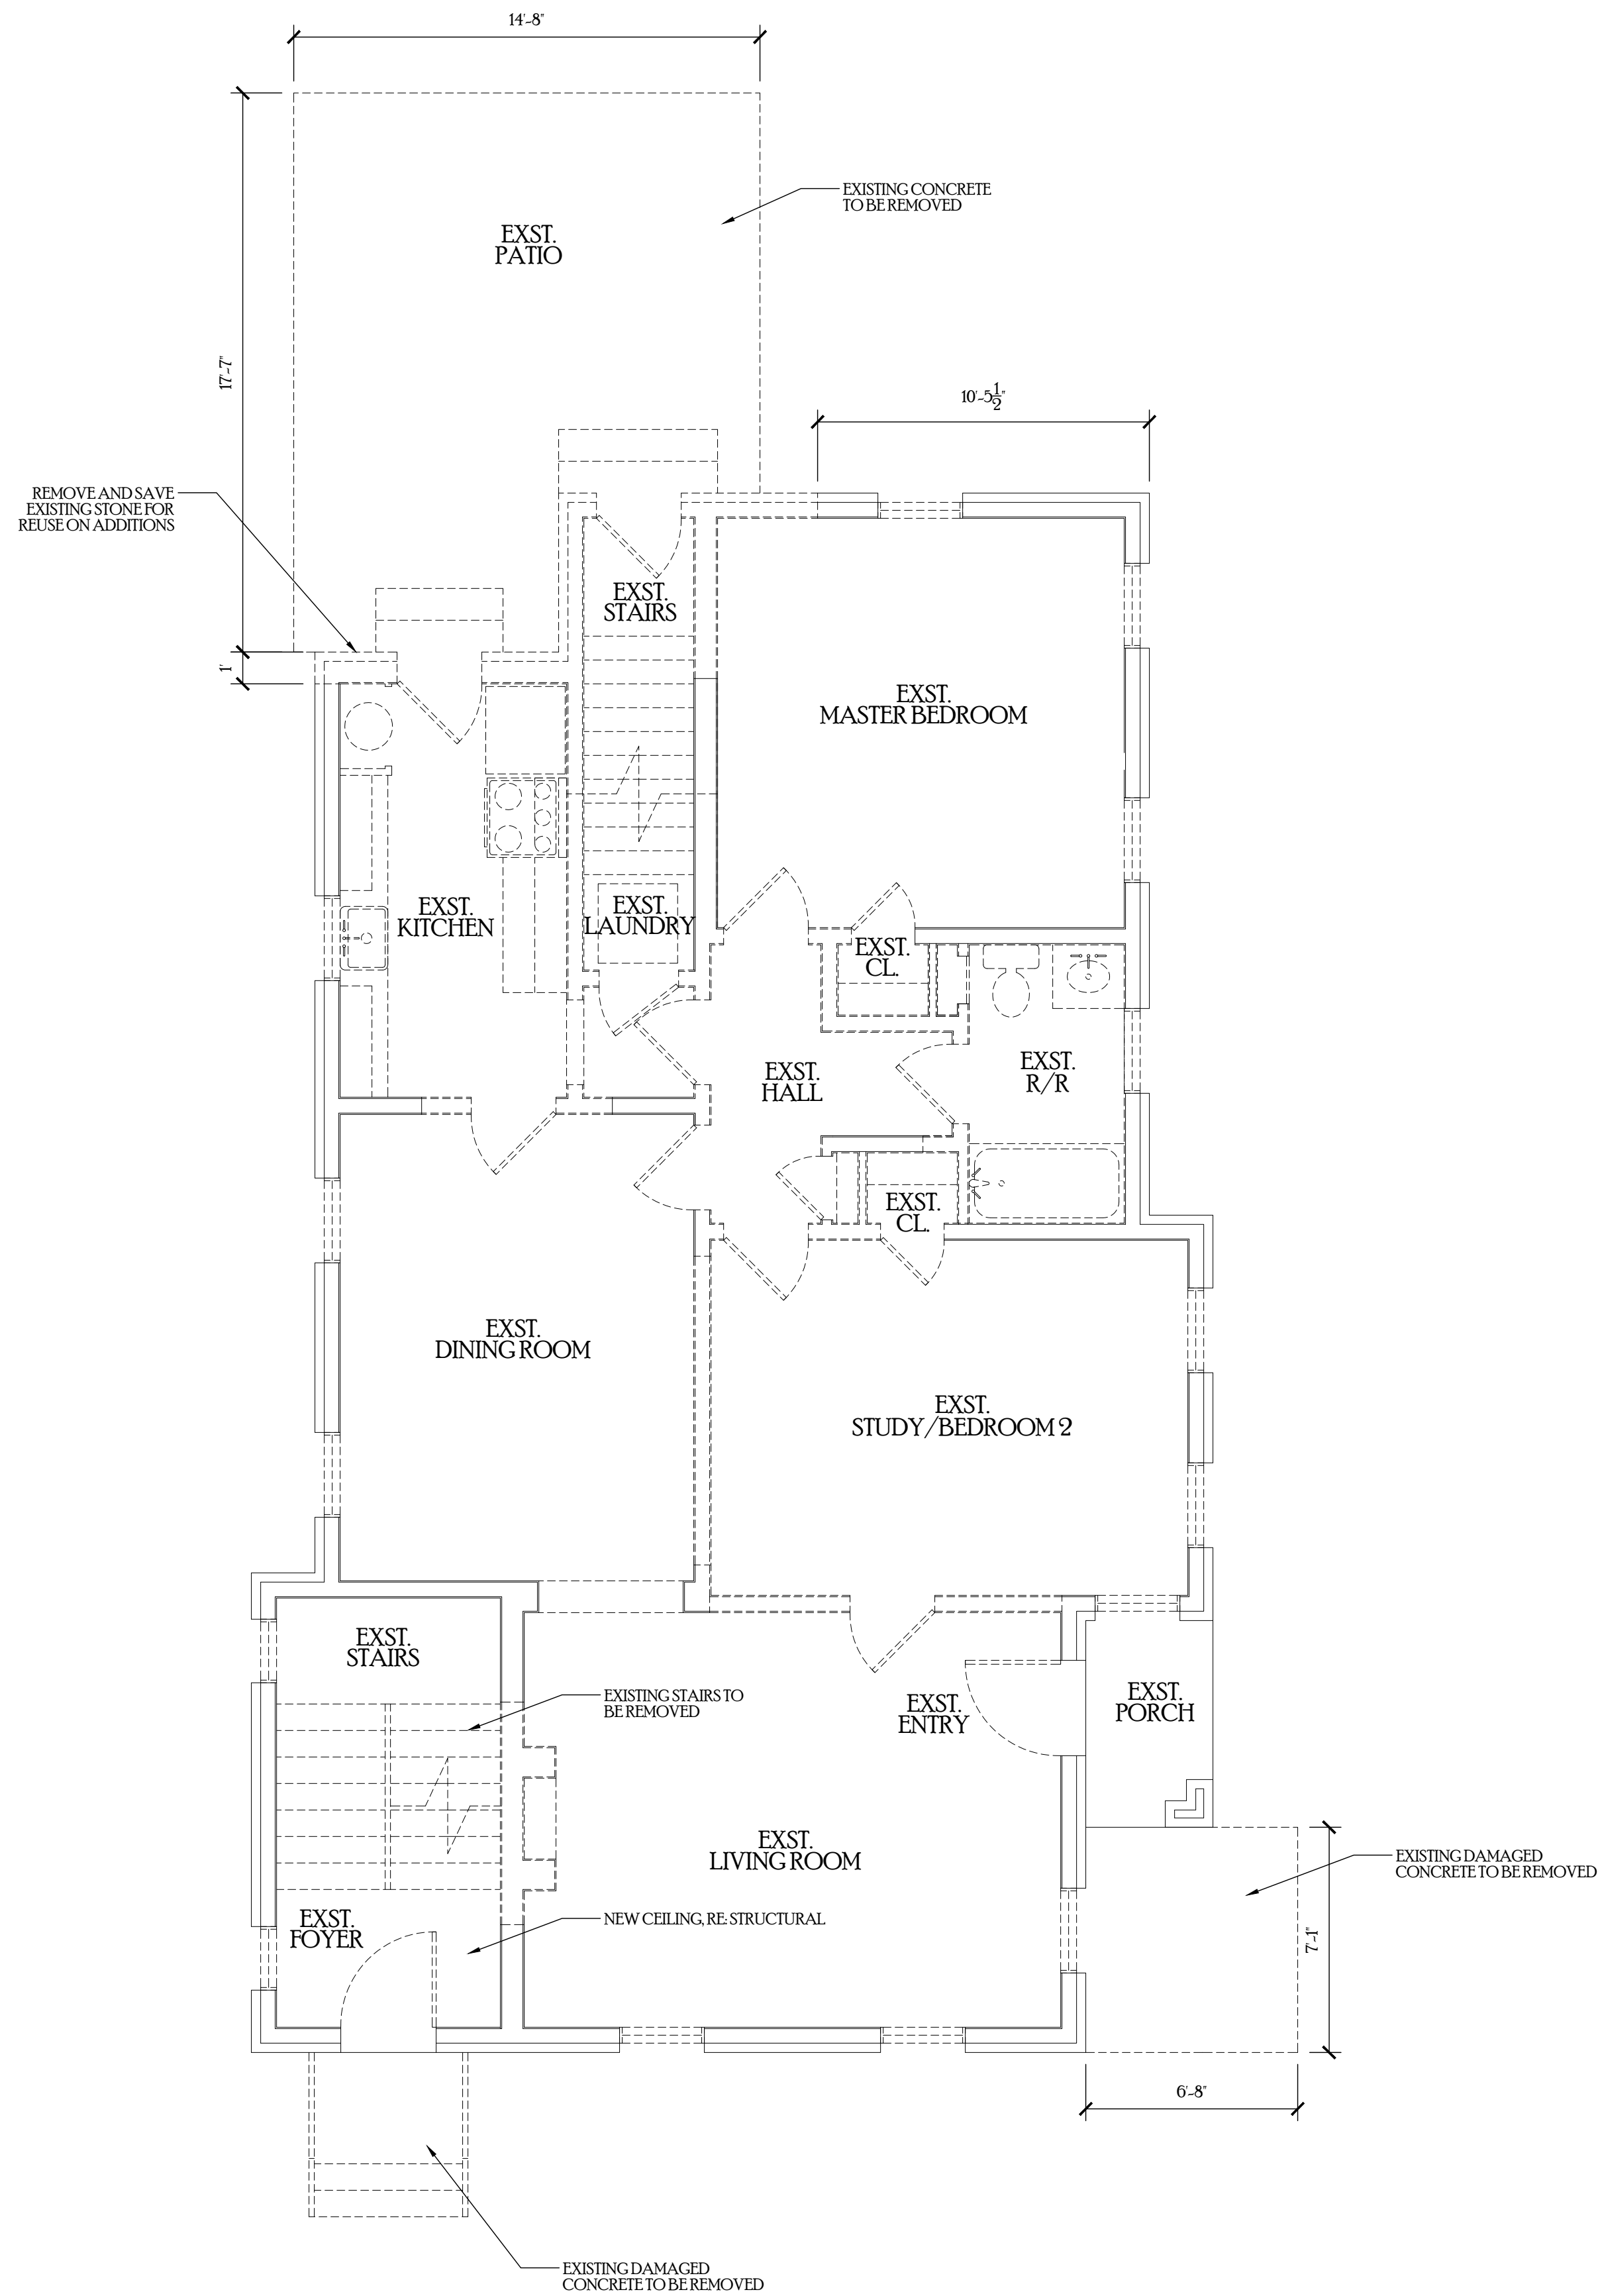 14'-8"
EXISTING CONCRETE
TO BE REMOVED
EXST.
PATIO
17'-7"
10'-5 1/2"
REMOVE AND SAVE
EXISTING STONE FOR
REUSE ON ADDITIONS
EXST.
STAIRS
1'
EXST.
MASTER BEDROOM
EXST.
KITCHEN
EXST.
LAUNDRY
EXST.
CL.
EXST.
HALL
EXST.
R/R
EXST.
CL.
EXST.
DINING ROOM
EXST.
STUDY/BEDROOM 2
EXST.
STAIRS
EXISTING STAIRS TO
BE REMOVED
EXST.
ENTRY
EXST.
PORCH
EXST.
LIVING ROOM
EXISTING DAMAGED
CONCRETE TO BE REMOVED
EXST.
FOYER
NEW CEILING, RE: STRUCTURAL
7'-1"
6'-8"
EXISTING DAMAGED
CONCRETE TO BE REMOVED